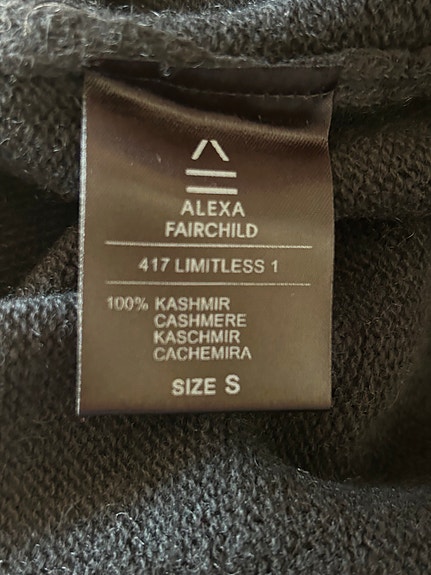 ALEXA
FAIRCHILD
417 LIMITLESS 1
100% KASHMIR
CASHMERE
KASCHMIR
CACHEMIRA
SIZE S